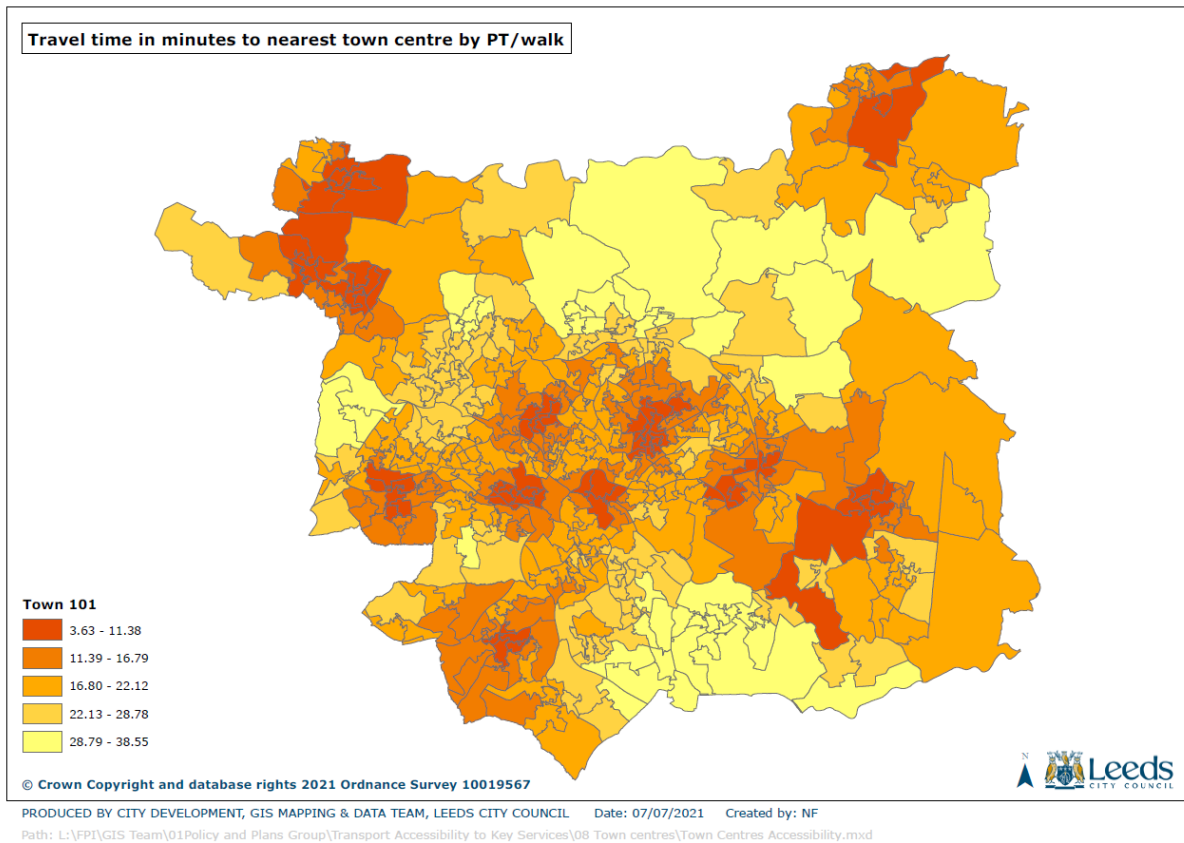 Travel time in minutes to nearest town centre by PT/walk
Town 101
3.63 - 11.38
11.39 - 16.79
16.80 - 22.12
22.13 - 28.78
28.79 - 38.55
© Crown Copyright and database rights 2021 Ordnance Survey 10019567
N
Leeds
CITY COUNCIL
PRODUCED BY CITY DEVELOPMENT, GIS MAPPING & DATA TEAM, LEEDS CITY COUNCIL Date: 07/07/2021 Created by: NF
Path: L:\FPI\GIS Team\01Policy and Plans Group\Transport Accessibility to Key Services\08 Town centres\Town Centres Accessibility.mxd